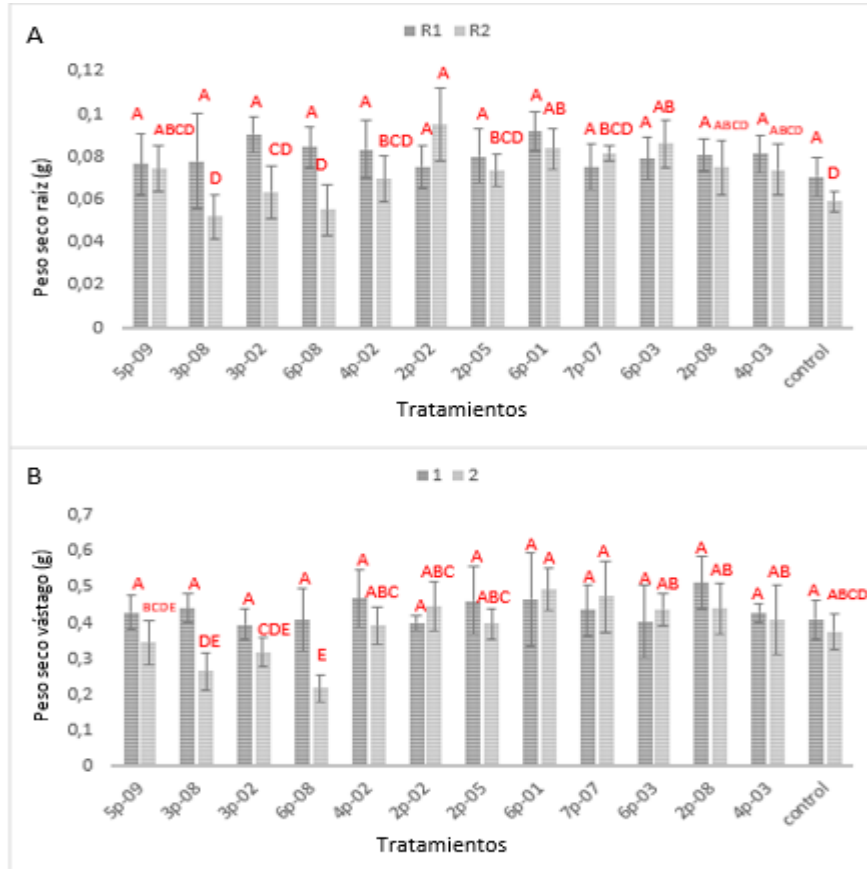 A
R1 R2
0,12
0,1
0,08
0,06
0,04
0,02
0
Peso seco raíz (g)
A ABCD A D A CD A D A BCD A A A BCD A AB A BCD A AB A ABCD A ABCD A D
5p-09 3p-08 3p-02 6p-08 4p-02 2p-02 2p-05 6p-01 7p-07 6p-03 2p-08 4p-03 control
Tratamientos
B
1 2
0,7
0,6
0,5
0,4
0,3
0,2
0,1
0
Peso seco vástago (g)
A BCDE A DE A CDE A E A ABC A ABC A ABC A A A A A AB A AB A AB A ABCD
5p-09 3p-08 3p-02 6p-08 4p-02 2p-02 2p-05 6p-01 7p-07 6p-03 2p-08 4p-03 control
Tratamientos